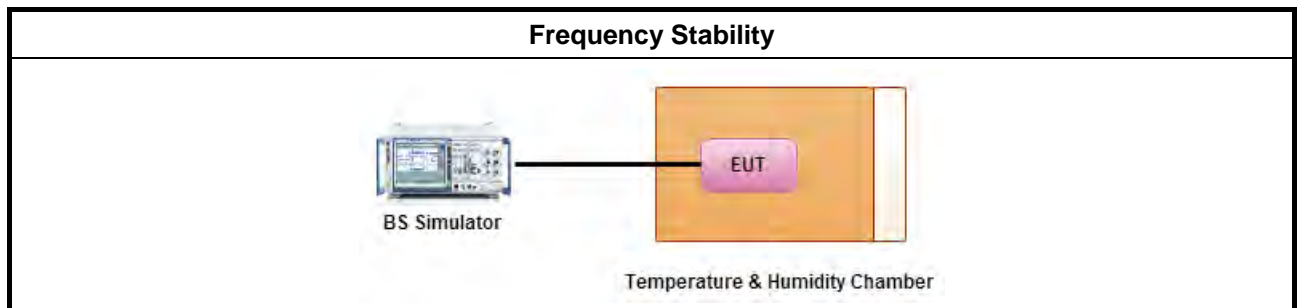 Frequency Stability
EUT
BS Simulator
Temperature & Humidity Chamber